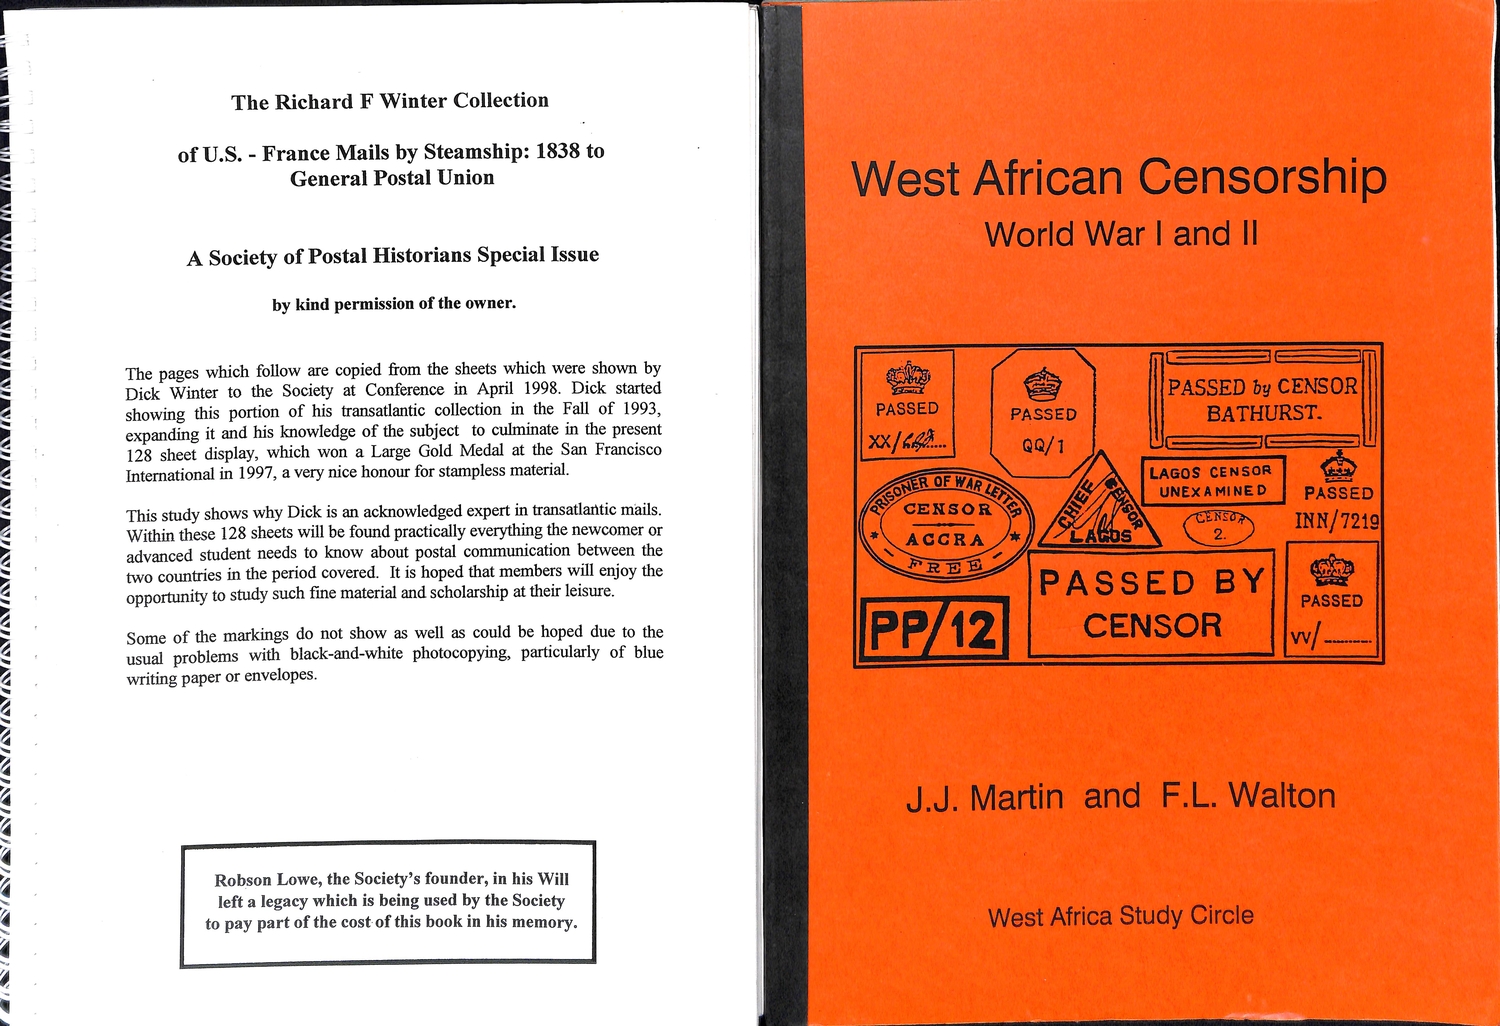 The Richard F Winter Collection
of U.S. - France Mails by Steamship: 1838 to
General Postal Union
A Society of Postal Historians Special Issue
by kind permission of the owner.
The pages which follow are copied from the sheets which were shown by
Dick Winter to the Society at Conference in April 1998. Dick started
showing this portion of his transatlantic collection in the Fall of 1993,
expanding it and his knowledge of the subject to culminate in the present
128 sheet display, which won a Large Gold Medal at the San Francisco
International in 1997, a very nice honour for stampless material.
This study shows why Dick is an acknowledged expert in transatlantic mails.
Within these 128 sheets will be found practically everything the newcomer or
advanced student needs to know about postal communication between the
two countries in the period covered. It is hoped that members will enjoy the
opportunity to study such fine material and scholarship at their leisure.
Some of the markings do not show as well as could be hoped due to the
usual problems with black-and-white photocopying, particularly of blue
writing paper or envelopes.
Robson Lowe, the Society's founder, in his Will
left a legacy which is being used by the Society
to pay part of the cost of this book in his memory.
West African Censorship
World War I and II
PASSED
XX/
PASSED
QQ/1
PASSED by CENSOR
BATHURST.
PRISONER OF WAR LETTER
CENSOR
ACCRA
FREE
CHIEF CENSOR
LAGOS
LAGOS CENSOR
UNEXAMINED
CENSOR
2.
PASSED
INN/7219
PP/12
PASSED BY
CENSOR
PASSED
VV/
J.J. Martin and F.L. Walton
West Africa Study Circle